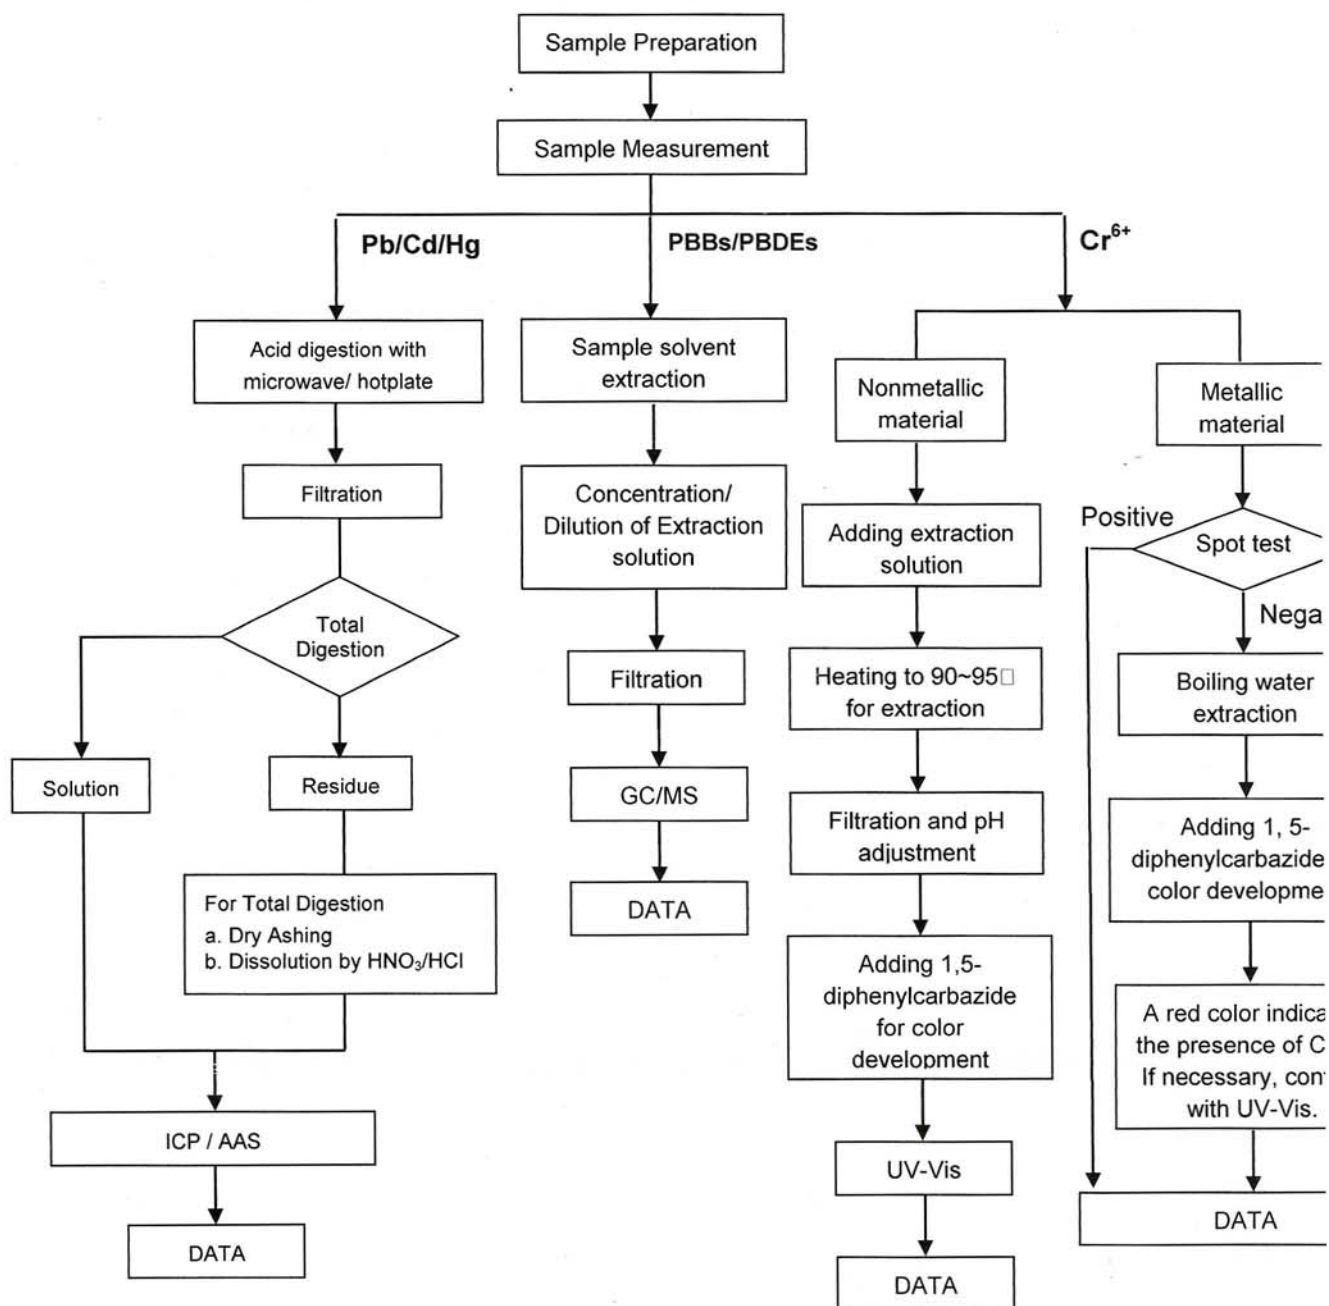 Sample Preparation
Sample Measurement
Pb/Cd/Hg
PBBs/PBDEs
Cr⁶⁺
Acid digestion with
microwave/ hotplate
Filtration
Total
Digestion
Solution
Residue
For Total Digestion
a. Dry Ashing
b. Dissolution by HNO₃/HCl
ICP / AAS
DATA
Sample solvent
extraction
Concentration/
Dilution of Extraction
solution
Filtration
GC/MS
DATA
Nonmetallic
material
Adding extraction
solution
Heating to 90~95□
for extraction
Filtration and pH
adjustment
Adding 1,5-
diphenylcarbazide
for color
development
UV-Vis
DATA
Metallic
material
Positive
Spot test
Nega
Boiling water
extraction
Adding 1, 5-
diphenylcarbazide
color developme
A red color indica
the presence of C
If necessary, con
with UV-Vis.
DATA